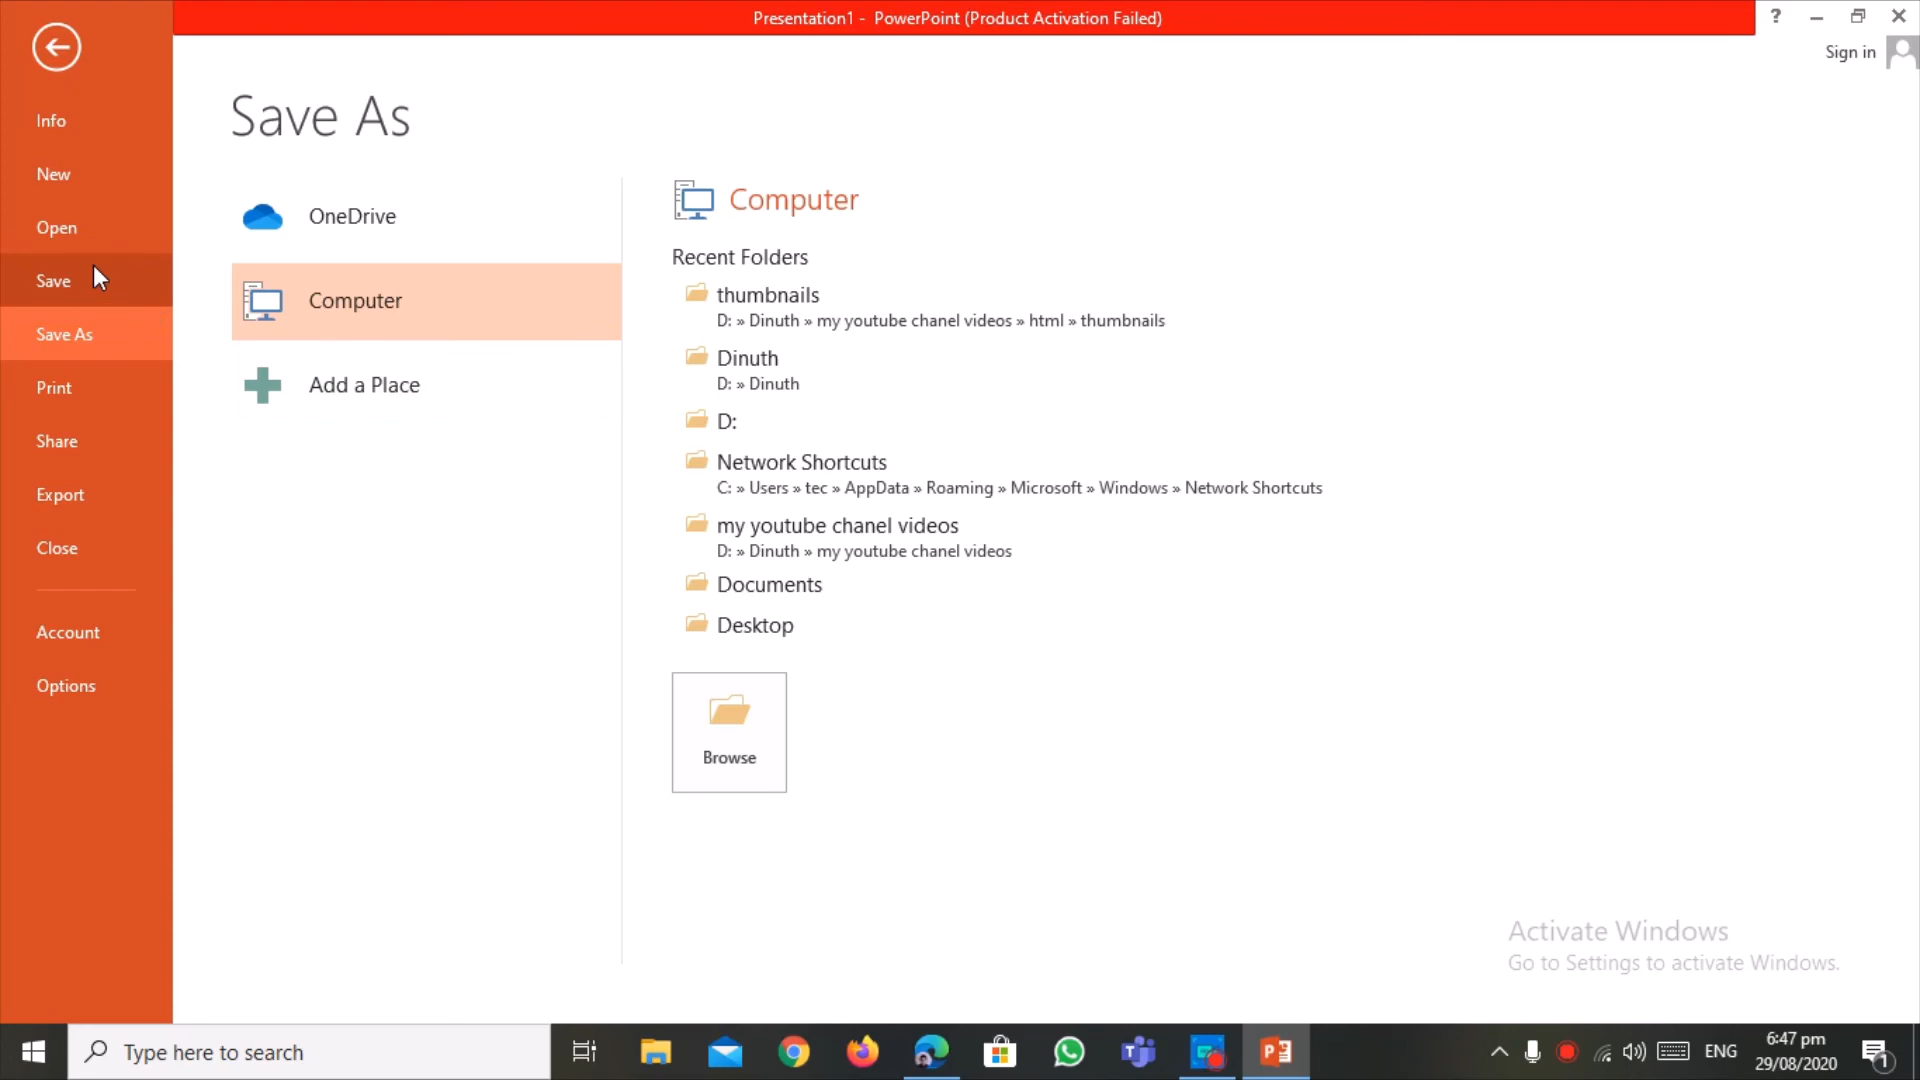 Presentation1 - PowerPoint (Product Activation Failed)
?
Sign in
Info
New
Open
Save
Save As
Print
Share
Export
Close
Account
Options
Save As
OneDrive
Computer
Add a Place
Computer
Recent Folders
thumbnails
D: » Dinuth » my youtube chanel videos » html » thumbnails
Dinuth
D: » Dinuth
D:
Network Shortcuts
C: » Users » tec » AppData » Roaming » Microsoft » Windows » Network Shortcuts
my youtube chanel videos
D: » Dinuth » my youtube chanel videos
Documents
Desktop
Browse
Activate Windows
Go to Settings to activate Windows.
Type here to search
ENG
6:47 pm
29/08/2020
1